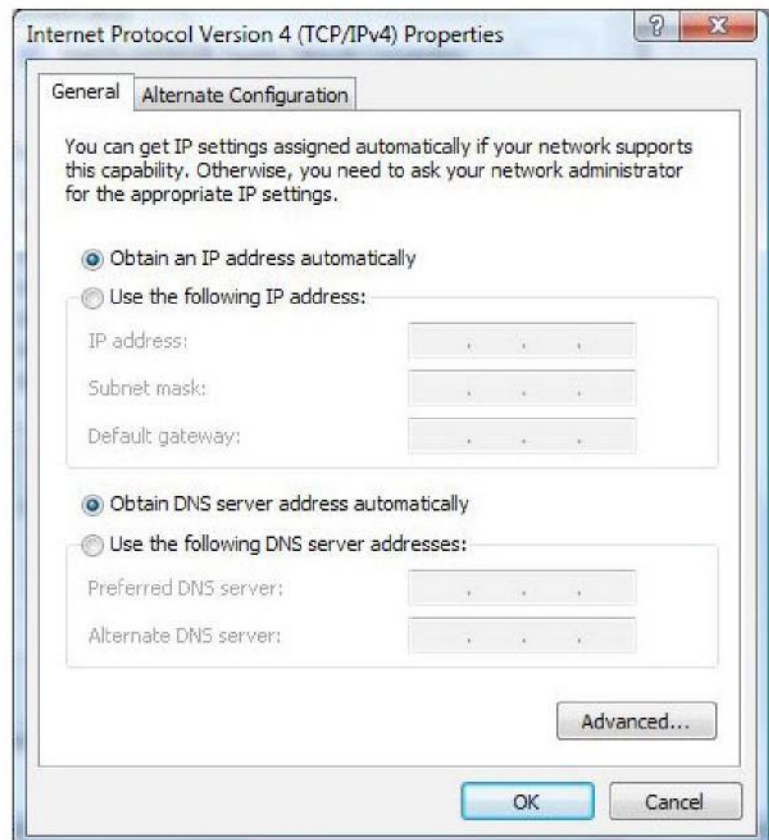 Internet Protocol Version 4 (TCP/IPv4) Properties
General
Alternate Configuration
You can get IP settings assigned automatically if your network supports
this capability. Otherwise, you need to ask your network administrator
for the appropriate IP settings.
Obtain an IP address automatically
Use the following IP address:
IP address:
Subnet mask:
Default gateway:
Obtain DNS server address automatically
Use the following DNS server addresses:
Preferred DNS server:
Alternate DNS server:
Advanced...
OK
Cancel